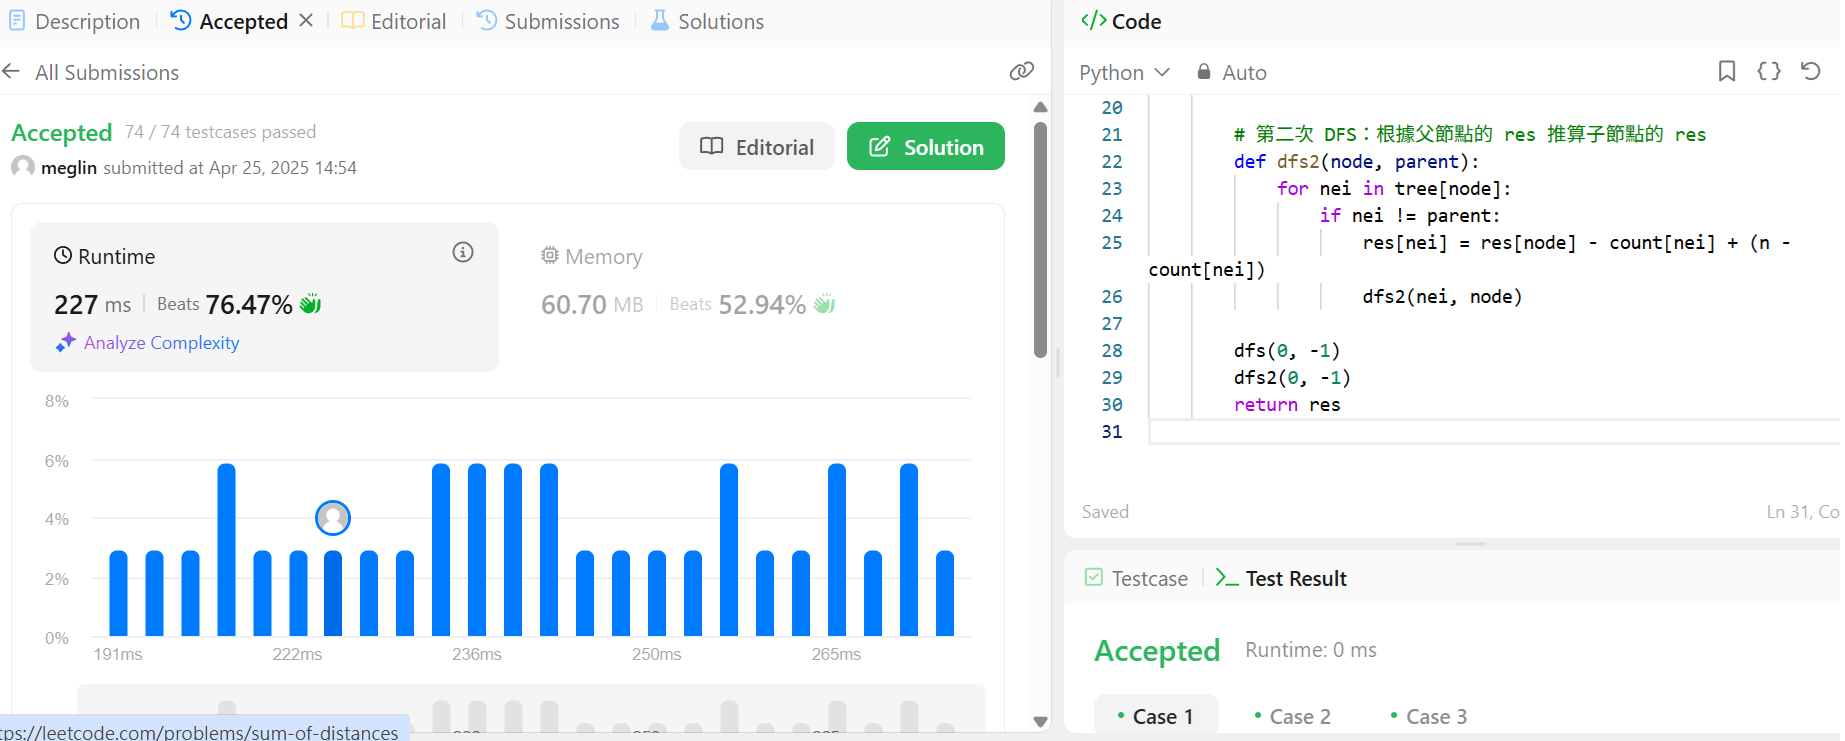 Description
Accepted
Editorial
Submissions
Solutions
All Submissions
Accepted 74 / 74 testcases passed
meglin submitted at Apr 25, 2025 14:54
Editorial
Solution
Runtime
227 ms Beats 76.47%
Analyze Complexity
Memory
60.70 MB Beats 52.94%
8%
6%
4%
2%
0%
191ms 222ms 236ms 250ms 265ms
tps://leetcode.com/problems/sum-of-distances
</> Code
Python Auto
20
21 # 第二次 DFS：根據父節點的 res 推算子節點的 res
22 def dfs2(node, parent):
23 for nei in tree[node]:
24 if nei != parent:
25 res[nei] = res[node] - count[nei] + (n -
count[nei])
26 dfs2(nei, node)
27
28 dfs(0, -1)
29 dfs2(0, -1)
30 return res
31
Saved
Ln 31, Co
Testcase
Test Result
Accepted Runtime: 0 ms
Case 1
Case 2
Case 3